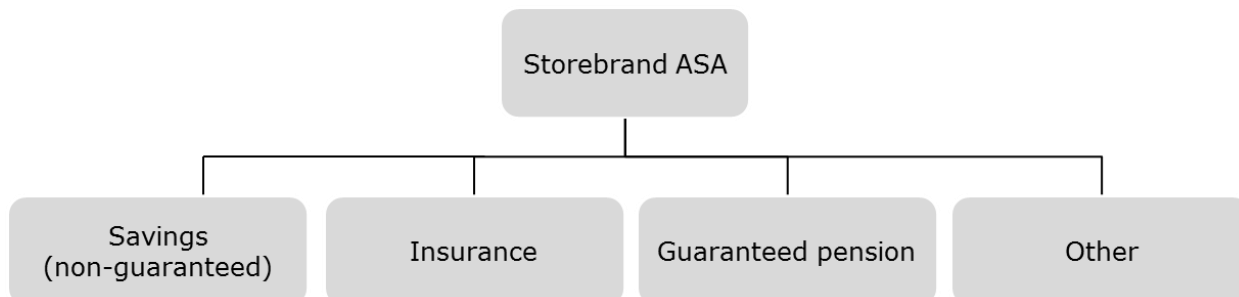 Storebrand ASA
Savings
(non-guaranteed)
Insurance
Guaranteed pension
Other